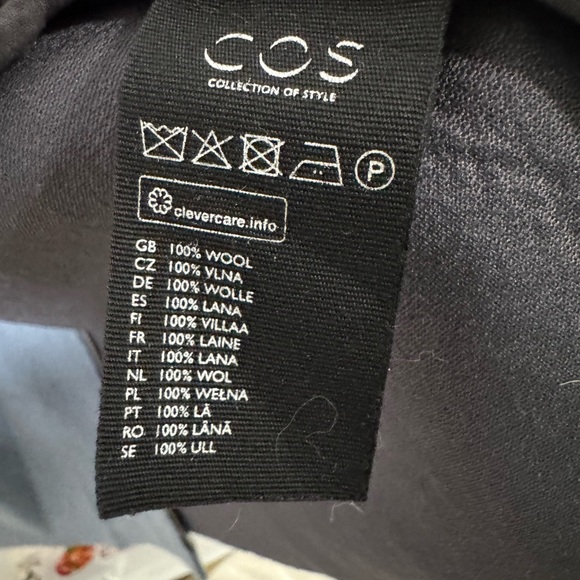 COS
COLLECTION OF STYLE
P
clevercare.info
GB 100% WOOL
CZ 100% VLNA
DE 100% WOLLE
ES 100% LANA
FI 100% VILLAA
FR 100% LAINE
IT 100% LANA
NL 100% WOL
PL 100% WEŁNA
PT 100% LÃ
RO 100% LÂNĂ
SE 100% ULL